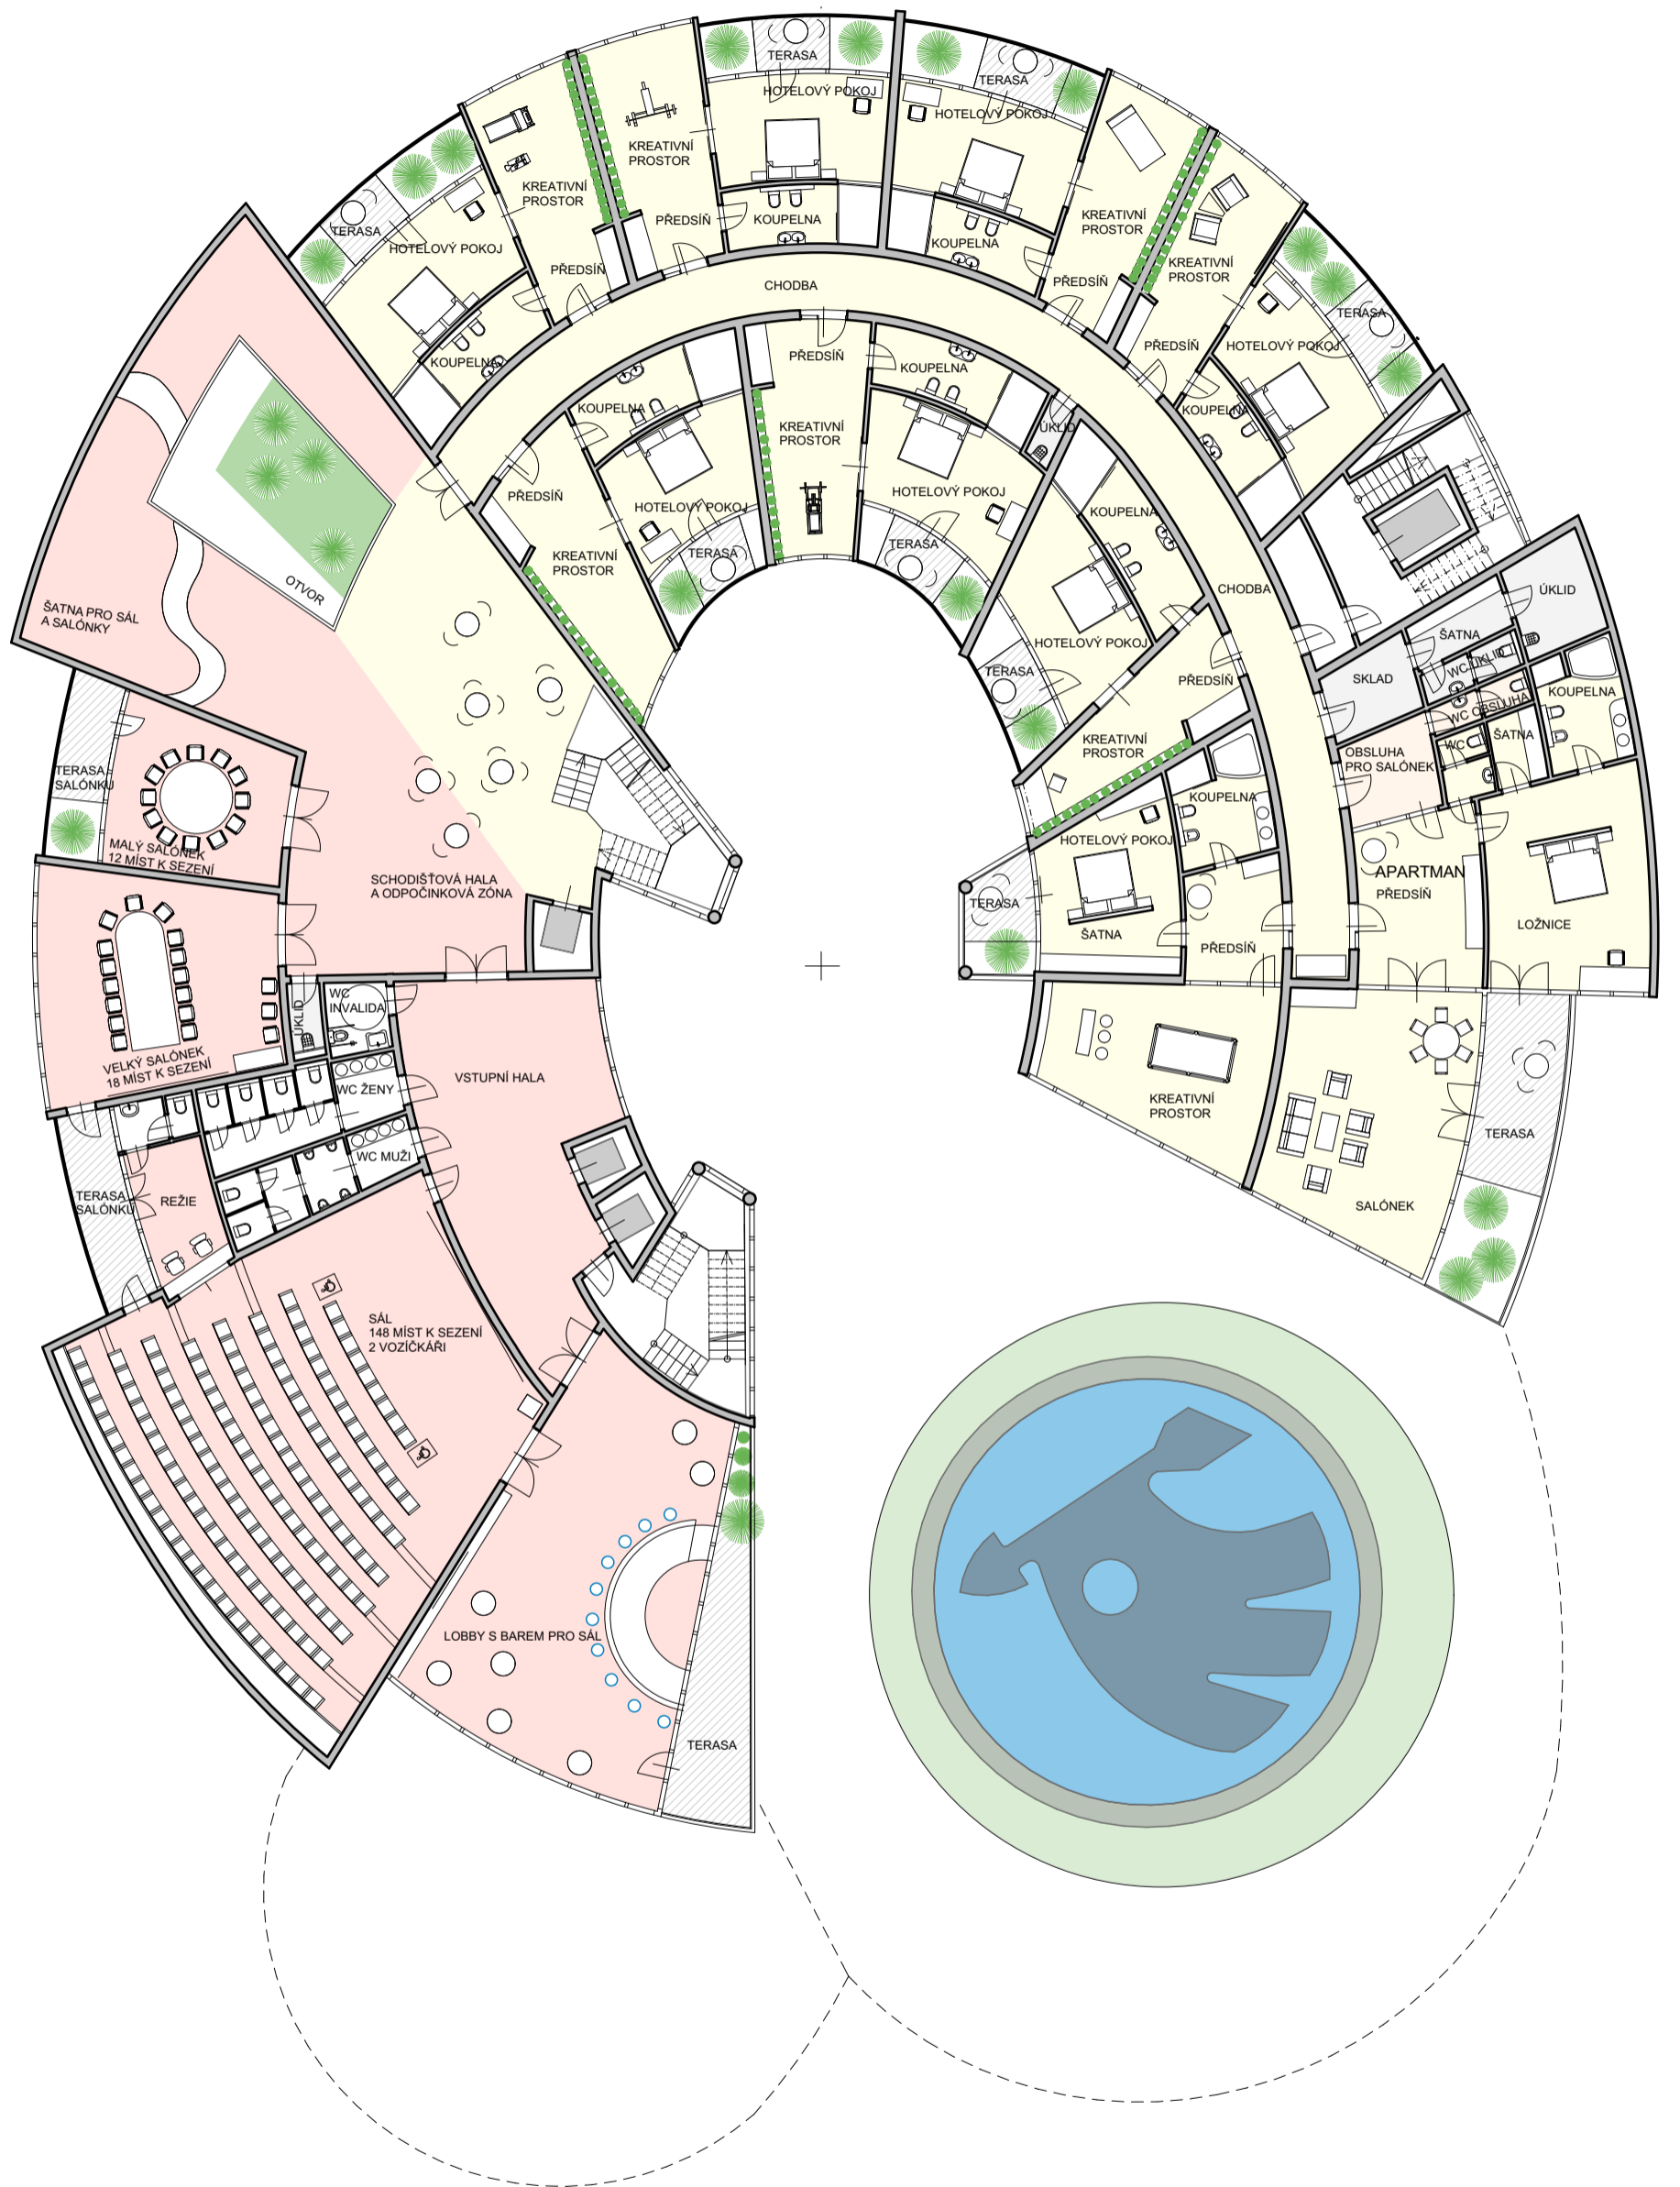 TERASA
TERASA
HOTELOVÝ POKOJ
HOTELOVÝ POKOJ
KREATIVNÍ
PROSTOR
KREATIVNÍ
PROSTOR
KREATIVNÍ
PROSTOR
KREATIVNÍ
PROSTOR
TERASA
HOTELOVÝ POKOJ
PŘEDSÍŇ
KOUPELNA
KOUPELNA
PŘEDSÍŇ
PŘEDSÍŇ
CHODBA
TERASA
HOTELOVÝ POKOJ
PŘEDSÍŇ
KOUPELNA
KOUPELNA
PŘEDSÍŇ
KOUPELNA
KOUPELNA
ÚKLID
KREATIVNÍ
PROSTOR
PŘEDSÍŇ
HOTELOVÝ POKOJ
HOTELOVÝ POKOJ
KOUPELNA
TERASA
TERASA
KREATIVNÍ
PROSTOR
OTVOR
ŠATNA PRO SÁL
A SALÓNKY
CHODBA
ÚKLID
HOTELOVÝ POKOJ
TERASA
PŘEDSÍŇ
ŠATNA
WC ÚKLID
SKLAD
WC OBSLUHA
KOUPELNA
ŠATNA
WC
OBSLUHA
PRO SALÓNEK
KREATIVNÍ
PROSTOR
TERASA
SALÓNKU
KOUPELNA
HOTELOVÝ POKOJ
MALÝ SALÓNEK
12 MÍST K SEZENÍ
SCHODIŠŤOVÁ HALA
A ODPOČINKOVÁ ZÓNA
APARTMAN
PŘEDSÍŇ
TERASA
ŠATNA
PŘEDSÍŇ
LOŽNICE
ÚKLID
WC
INVALIDA
VELKÝ SALÓNEK
18 MÍST K SEZENÍ
WC ŽENY
VSTUPNÍ HALA
KREATIVNÍ
PROSTOR
TERASA
WC MUŽI
TERASA
SALÓNKU
REŽIE
SALÓNEK
SÁL
148 MÍST K SEZENÍ
2 VOZÍČKÁŘI
LOBBY S BAREM PRO SÁL
TERASA